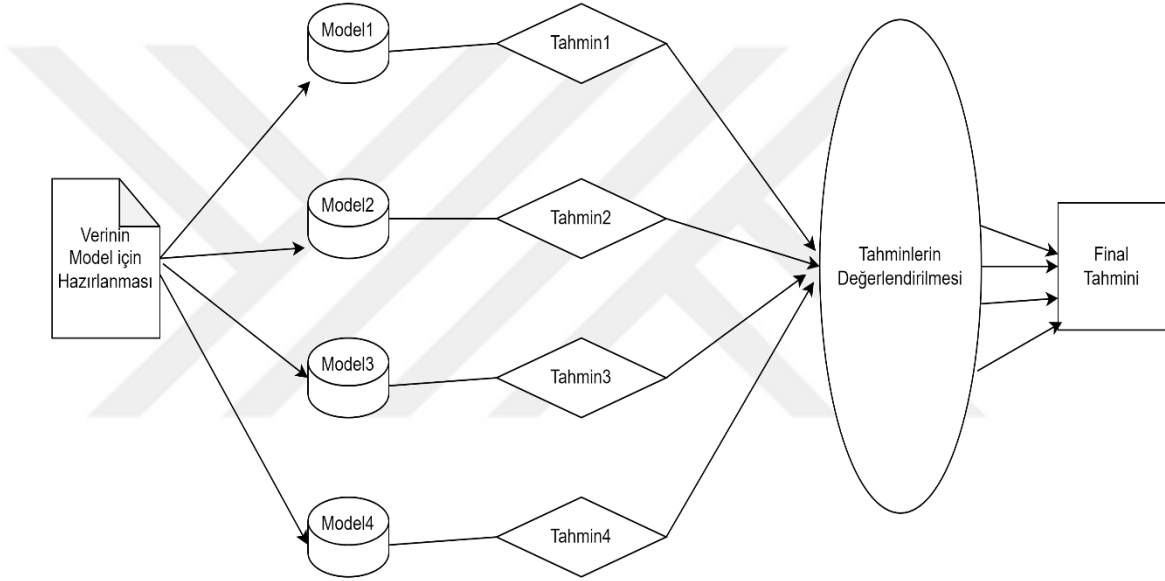 Verinin
Model için
Hazırlanması
Model1
Tahmin1
Model2
Tahmin2
Model3
Tahmin3
Model4
Tahmin4
Tahminlerin
Değerlendirilmesi
Final
Tahmini